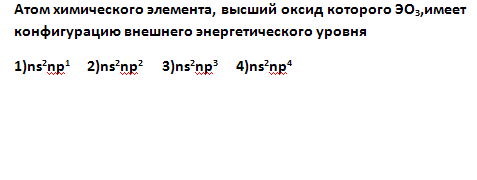 Атом химического элемента, высший оксид которого ЭО₃,имеет
конфигурацию внешнего энергетического уровня
1)ns²np¹ 2)ns²np² 3)ns²np³ 4)ns²np⁴